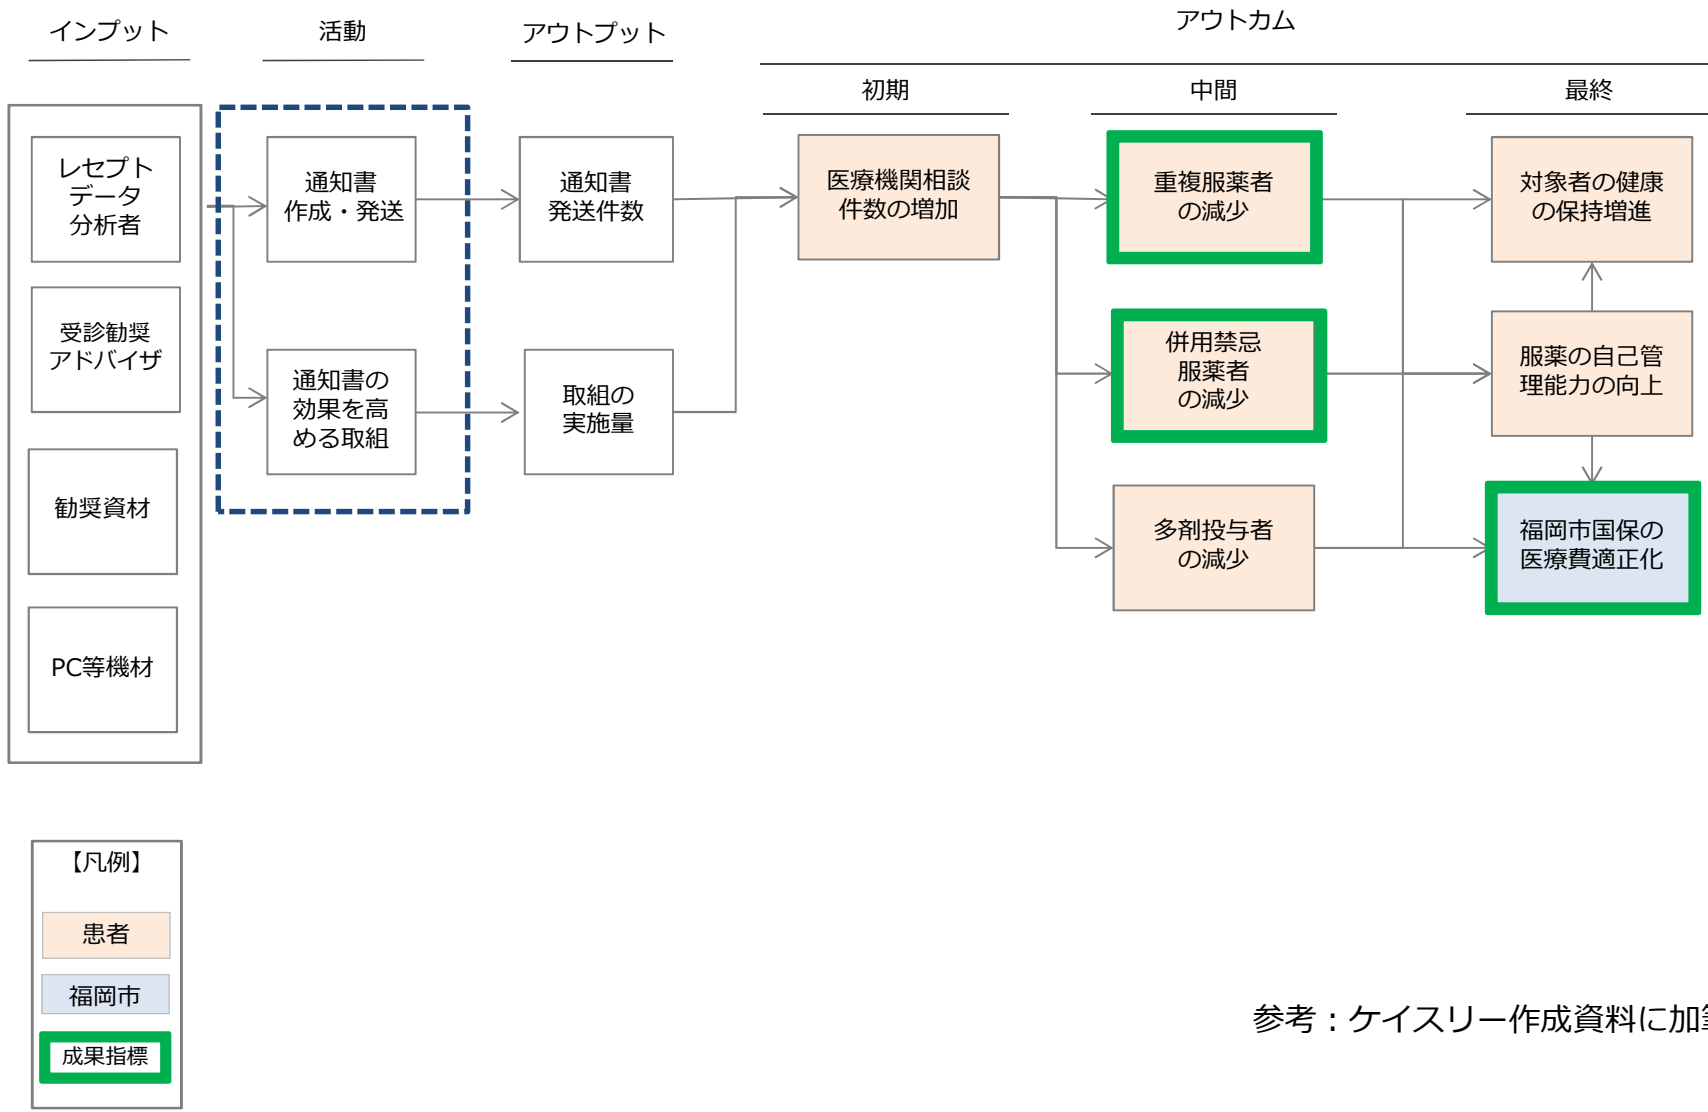 インプット
活動
アウトプット
アウトカム
初期
中間
最終
レセプト
データ
分析者
受診勧奨
アドバイザ
勧奨資材
PC等機材
通知書
作成・発送
通知書の
効果を高
める取組
通知書
発送件数
取組の
実施量
医療機関相談
件数の増加
重複服薬者
の減少
併用禁忌
服薬者
の減少
多剤投与者
の減少
対象者の健康
の保持増進
服薬の自己管
理能力の向上
福岡市国保の
医療費適正化
【凡例】
患者
福岡市
成果指標
参考：ケイスリー作成資料に加